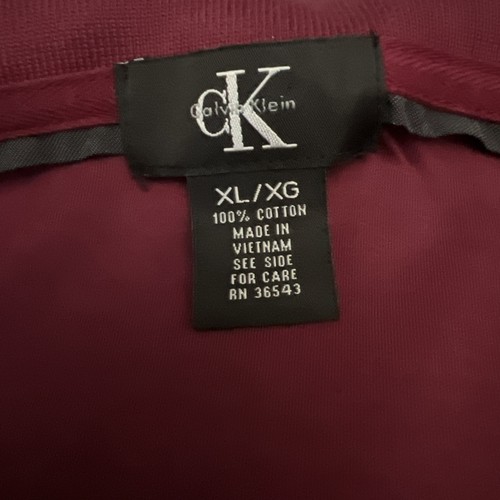 cK
Calvin Klein
XL/XG
100% COTTON
MADE IN
VIETNAM
SEE SIDE
FOR CARE
RN 36543